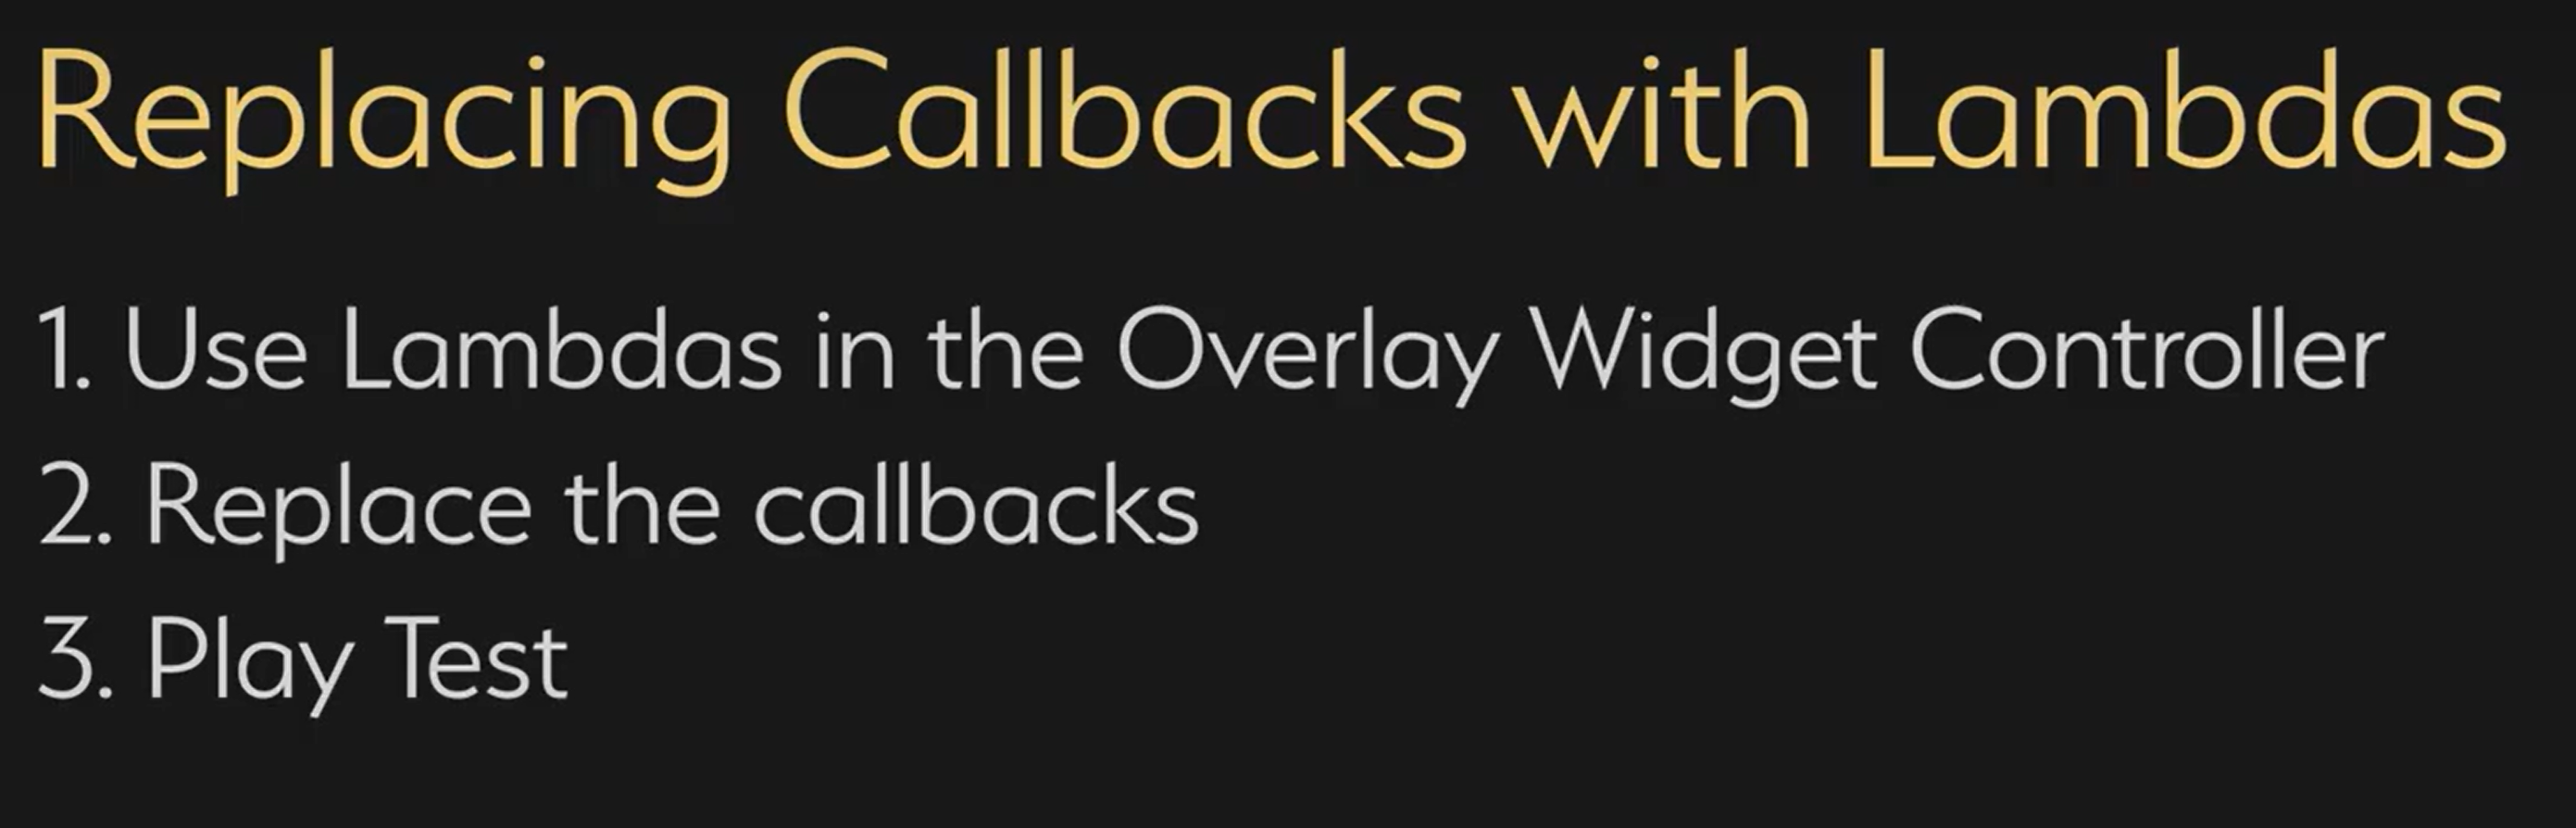 Replacing Callbacks with Lambdas
1. Use Lambdas in the Overlay Widget Controller
2. Replace the callbacks
3. Play Test